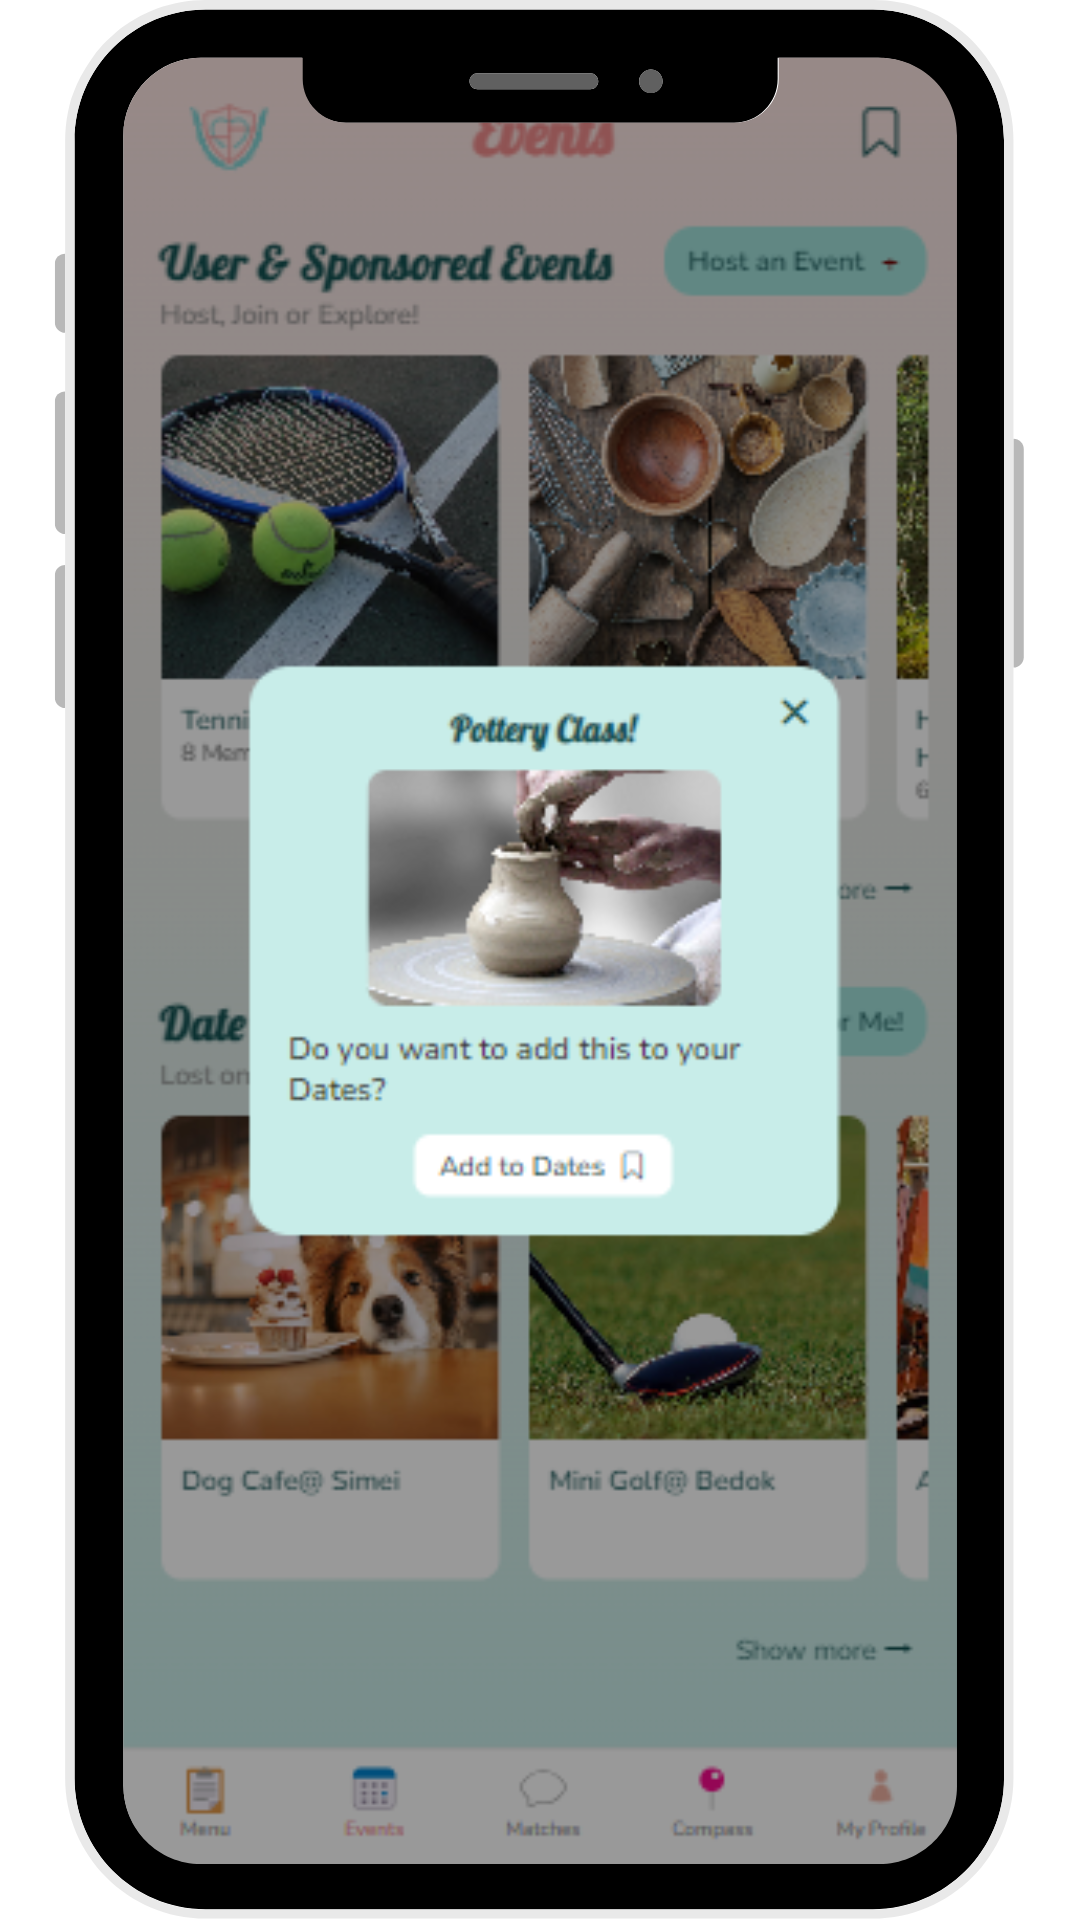 Events
User & Sponsored Events
Host an Event +
Host, Join or Explore!
Tenni
8 Mem
H
H
6
Pottery Class!
Do you want to add this to your
Dates?
Add to Dates
ore →
Date
r Me!
Lost on
Dog Cafe@ Simei
Mini Golf@ Bedok
A
Show more →
Menu
Events
Matches
Compass
My Profile